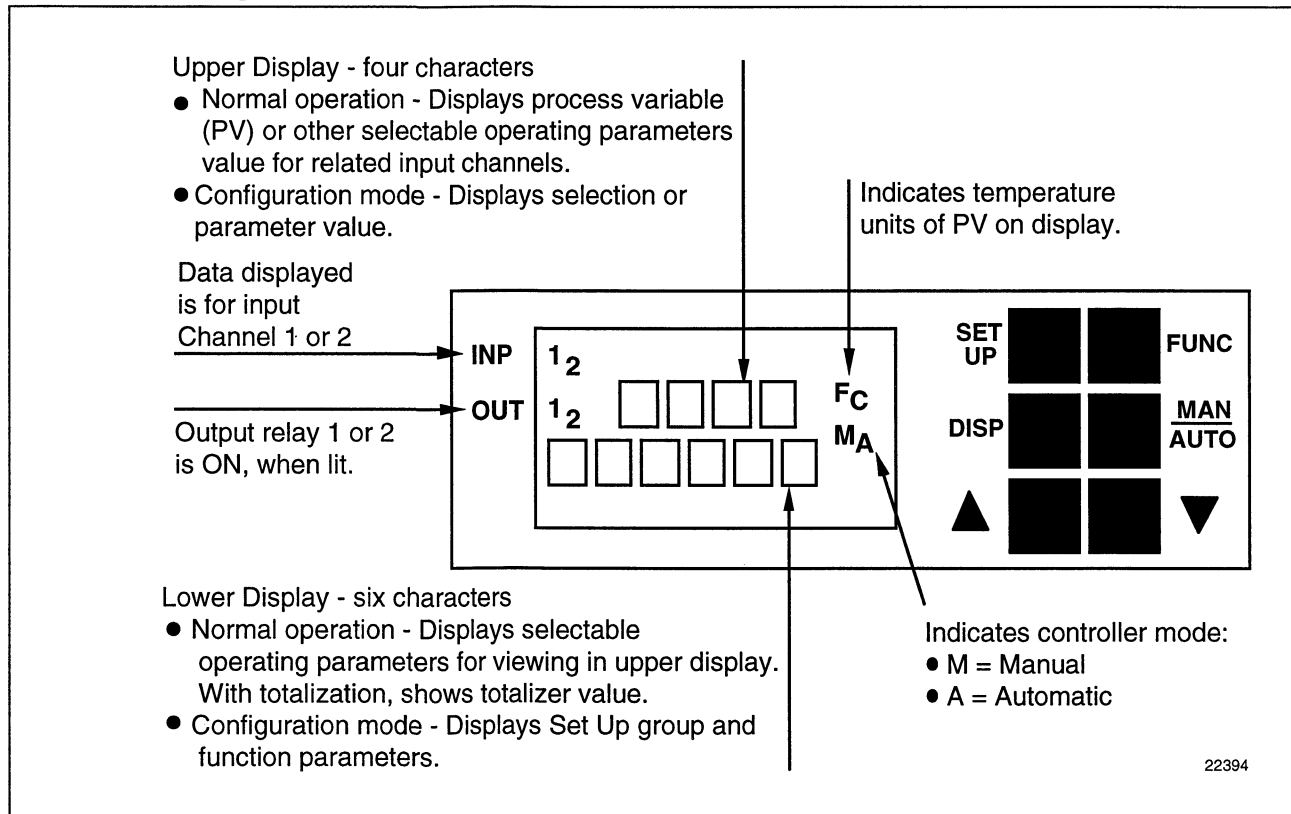 Upper Display - four characters
● Normal operation - Displays process variable
(PV) or other selectable operating parameters
value for related input channels.
● Configuration mode - Displays selection or
parameter value.
Indicates temperature
units of PV on display.
Data displayed
is for input
Channel 1 or 2
INP 1 2
OUT 1 2
F C
M A
Output relay 1 or 2
is ON, when lit.
SET
UP
FUNC
DISP
MAN
AUTO
▲ ▼
Lower Display - six characters
● Normal operation - Displays selectable
operating parameters for viewing in upper display.
With totalization, shows totalizer value.
● Configuration mode - Displays Set Up group and
function parameters.
Indicates controller mode:
● M = Manual
● A = Automatic
22394